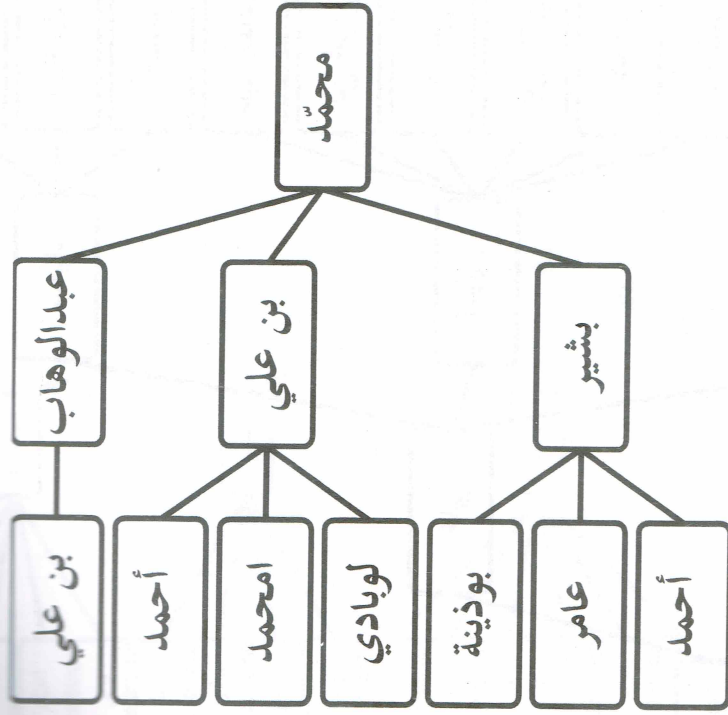 محمّد
بشير
بن علي
عبدالوهاب
أحمد
عامر
بوذينة
لوبادي
امحمد
أحمد
بن علي